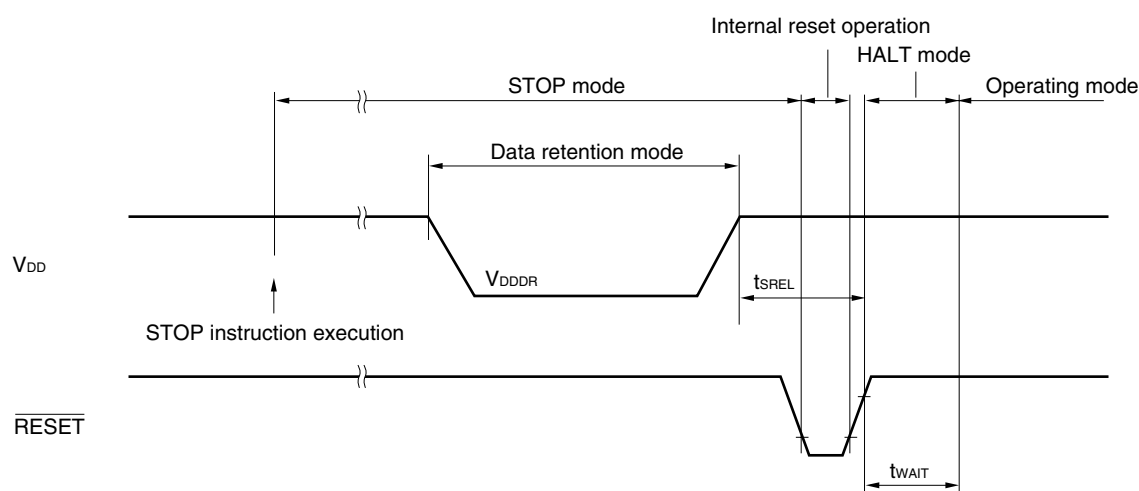 Internal reset operation
HALT mode
STOP mode
Operating mode
Data retention mode
VDD
VDDDR
tSREL
STOP instruction execution
RESET
tWAIT